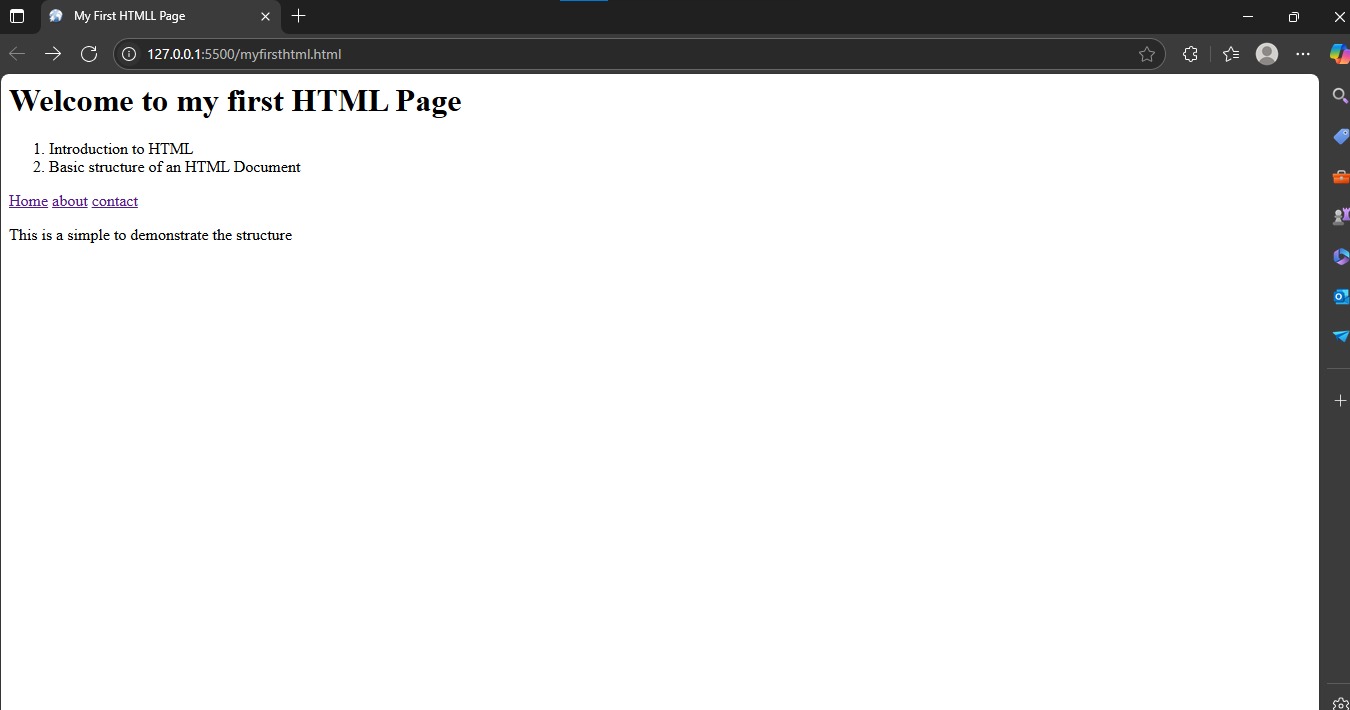 My First HTMLL Page
127.0.0.1:5500/myfirsthtml.html
Welcome to my first HTML Page
1. Introduction to HTML
2. Basic structure of an HTML Document
Home about contact
This is a simple to demonstrate the structure